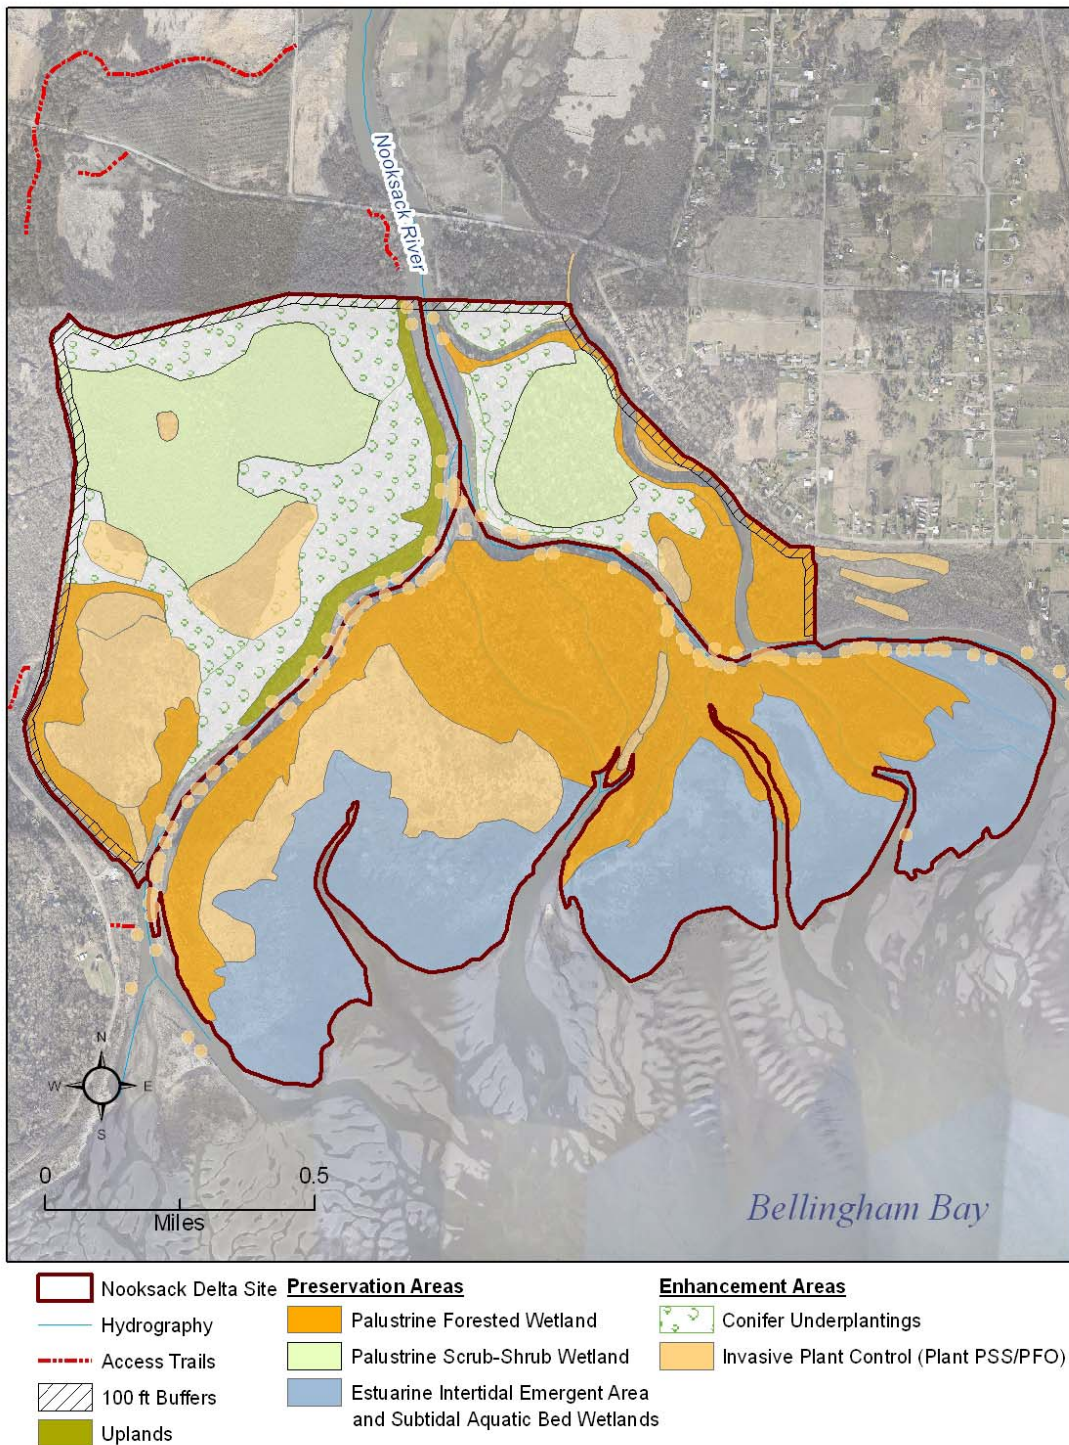 Nooksack River
N
W
E
S
0
0.5
Miles
Bellingham Bay
Nooksack Delta Site
Hydrography
Access Trails
100 ft Buffers
Uplands
Preservation Areas
Palustrine Forested Wetland
Palustrine Scrub-Shrub Wetland
Estuarine Intertidal Emergent Area
and Subtidal Aquatic Bed Wetlands
Enhancement Areas
Conifer Underplantings
Invasive Plant Control (Plant PSS/PFO)